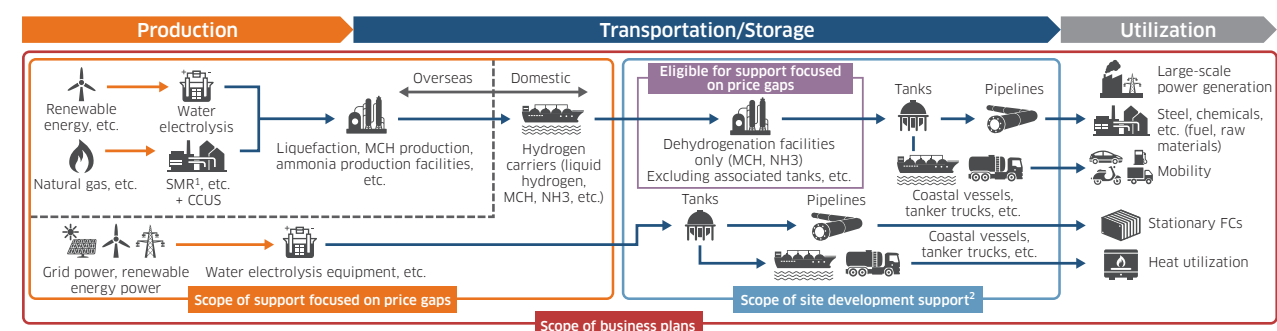 Production
Transportation/Storage
Utilization
Overseas
Domestic
Renewable
energy, etc.
Water
electrolysis
Natural gas, etc.
SMR¹, etc.
+ CCUS
Liquefaction, MCH production,
ammonia production facilities,
etc.
Hydrogen
carriers (liquid
hydrogen,
MCH, NH3, etc.)
Eligible for support focused
on price gaps
Dehydrogenation facilities
only (MCH, NH3)
Excluding associated tanks, etc.
Tanks
Pipelines
Coastal vessels,
tanker trucks, etc.
Large-scale
power generation
Steel, chemicals,
etc. (fuel, raw
materials)
Mobility
Grid power, renewable
energy power
Water electrolysis equipment, etc.
Tanks
Pipelines
Coastal vessels,
tanker trucks, etc.
Stationary FCs
Heat utilization
Scope of support focused on price gaps
Scope of site development support²
Scope of business plans